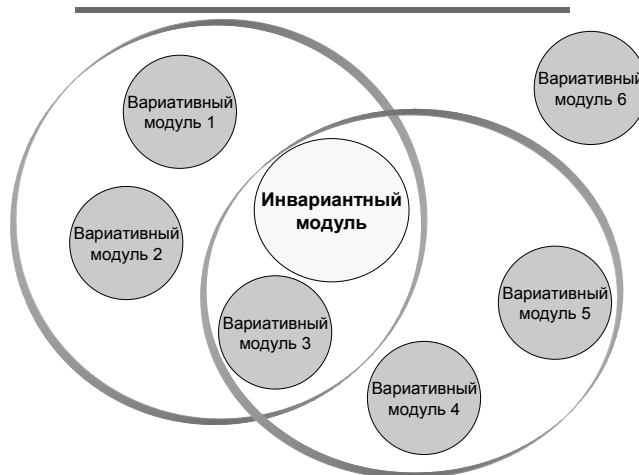 Вариативный
модуль 1
Вариативный
модуль 6
Инвариантный
модуль
Вариативный
модуль 2
Вариативный
модуль 3
Вариативный
модуль 5
Вариативный
модуль 4